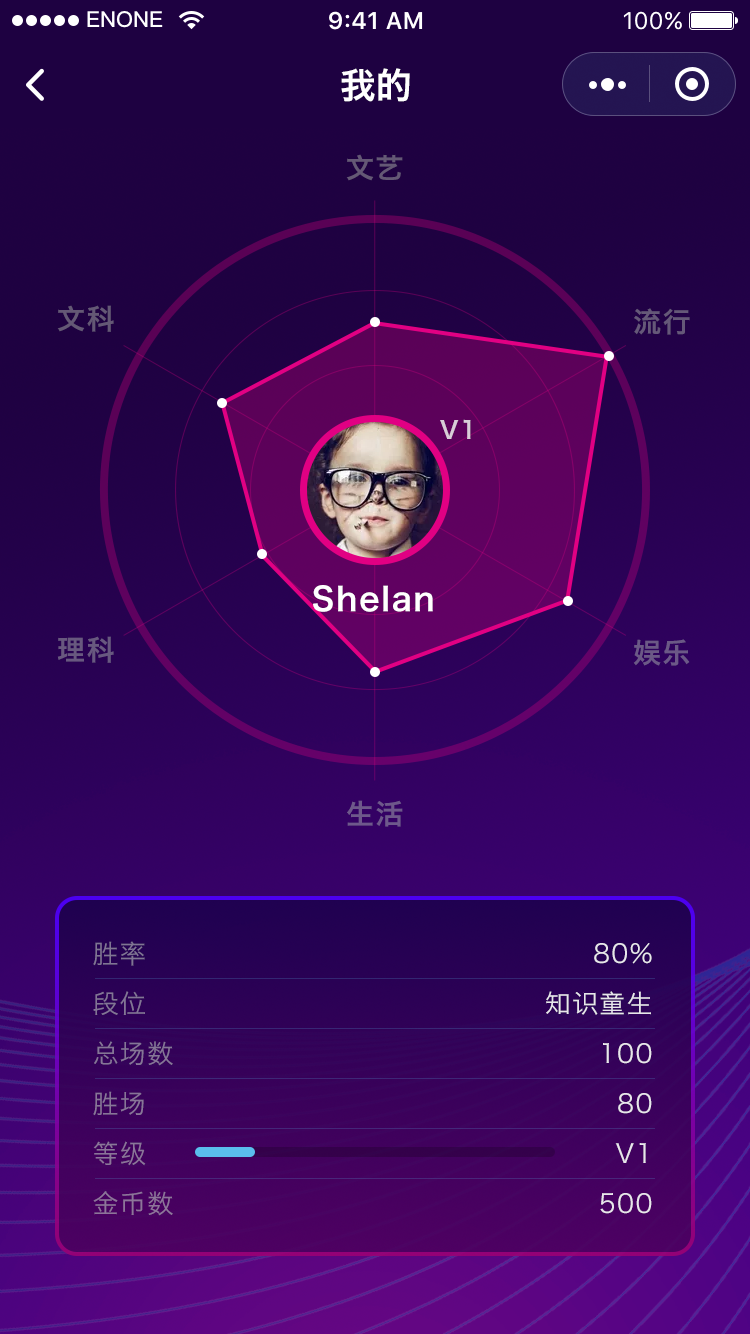 ENONE 9:41 AM 100%
我的
文艺
文科 流行
V1
Shelan
理科 娱乐
生活
胜率 80%
段位 知识童生
总场数 100
胜场 80
等级 V1
金币数 500